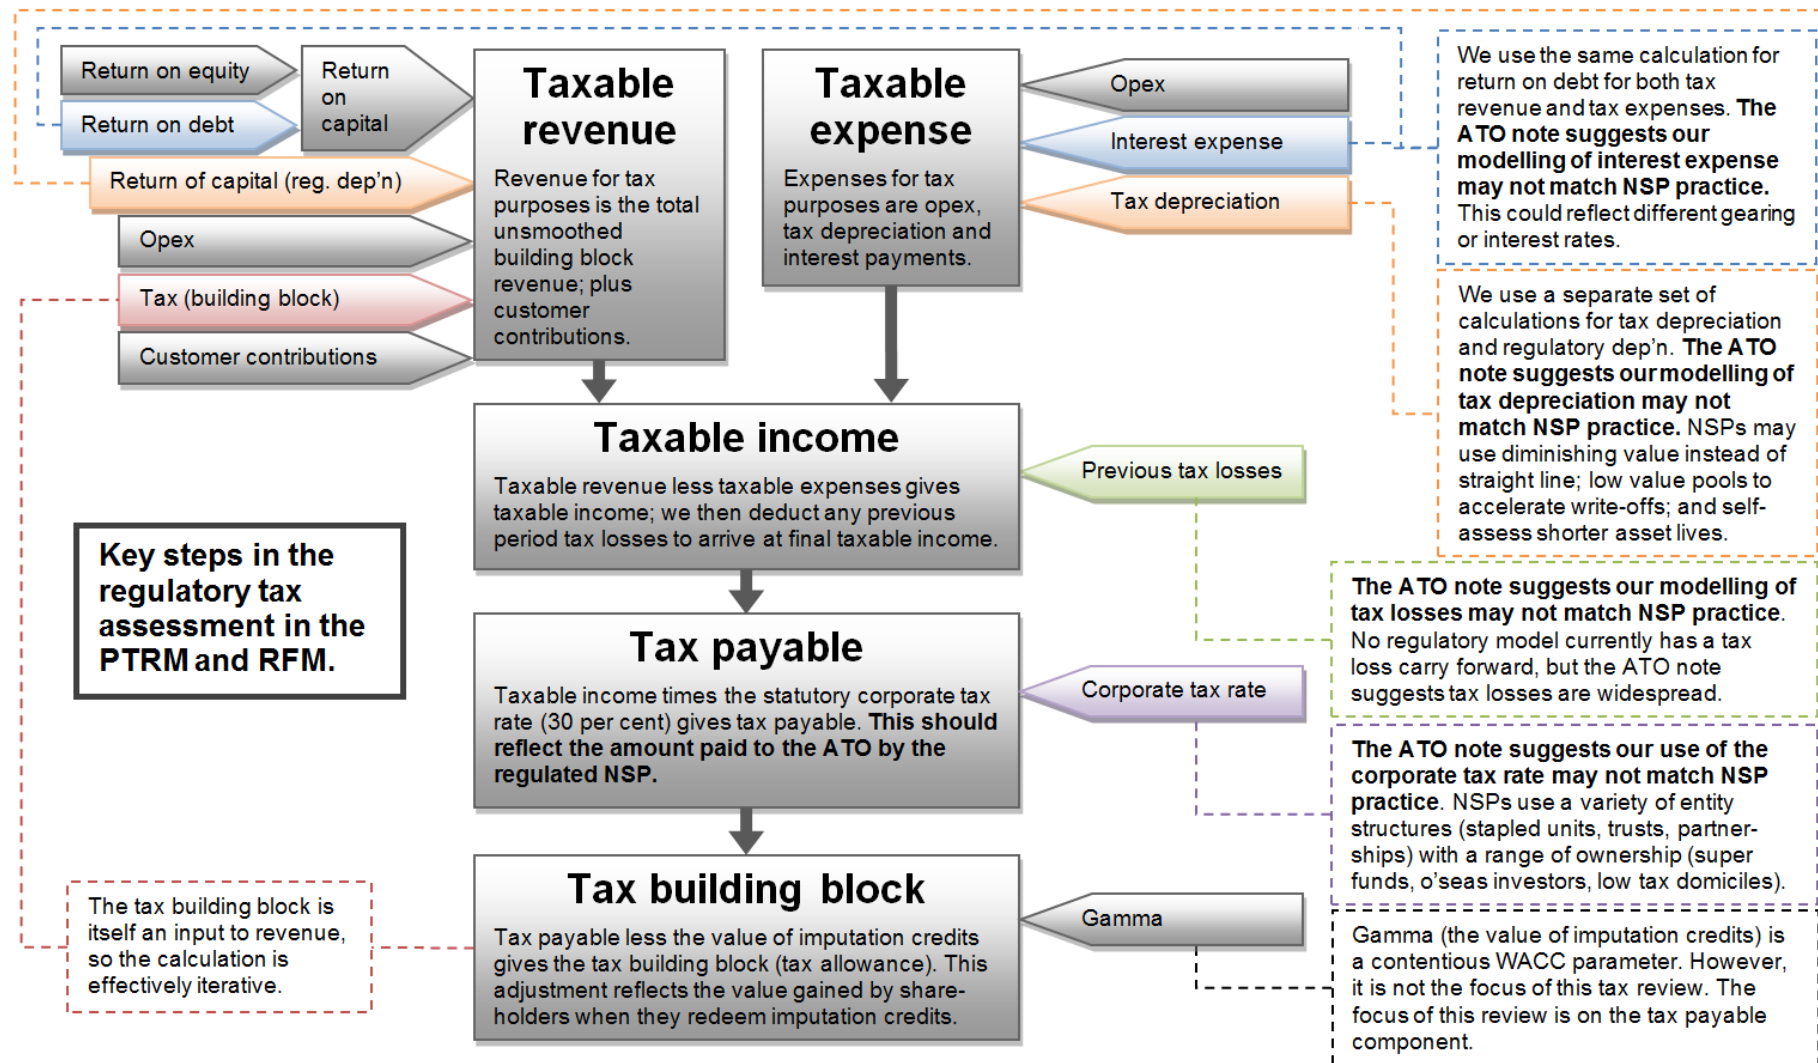 Return on equity
Return on debt
Return
on
capital
Return of capital (reg. dep'n)
Opex
Tax (building block)
Customer contributions
Taxable
revenue
Revenue for tax
purposes is the total
unsmoothed
building block
revenue; plus
customer
contributions.
Taxable
expense
Expenses for tax
purposes are opex,
tax depreciation and
interest payments.
Opex
Interest expense
Tax depreciation
We use the same calculation for
return on debt for both tax
revenue and tax expenses. The
ATO note suggests our
modelling of interest expense
may not match NSP practice.
This could reflect different gearing
or interest rates.
We use a separate set of
calculations for tax depreciation
and regulatory dep'n. The ATO
note suggests our modelling of
tax depreciation may not
match NSP practice. NSPs may
use diminishing value instead of
straight line; low value pools to
accelerate write-offs; and self-
assess shorter asset lives.
Taxable income
Taxable revenue less taxable expenses gives
taxable income; we then deduct any previous
period tax losses to arrive at final taxable income.
Previous tax losses
Key steps in the
regulatory tax
assessment in the
PTRM and RFM.
The ATO note suggests our modelling of
tax losses may not match NSP practice.
No regulatory model currently has a tax
loss carry forward, but the ATO note
suggests tax losses are widespread.
Tax payable
Taxable income times the statutory corporate tax
rate (30 per cent) gives tax payable. This should
reflect the amount paid to the ATO by the
regulated NSP.
Corporate tax rate
The ATO note suggests our use of the
corporate tax rate may not match NSP
practice. NSPs use a variety of entity
structures (stapled units, trusts, partner-
ships) with a range of ownership (super
funds, o'seas investors, low tax domiciles).
The tax building block is
itself an input to revenue,
so the calculation is
effectively iterative.
Tax building block
Tax payable less the value of imputation credits
gives the tax building block (tax allowance). This
adjustment reflects the value gained by share-
holders when they redeem imputation credits.
Gamma
Gamma (the value of imputation credits) is
a contentious WACC parameter. However,
it is not the focus of this tax review. The
focus of this review is on the tax payable
component.